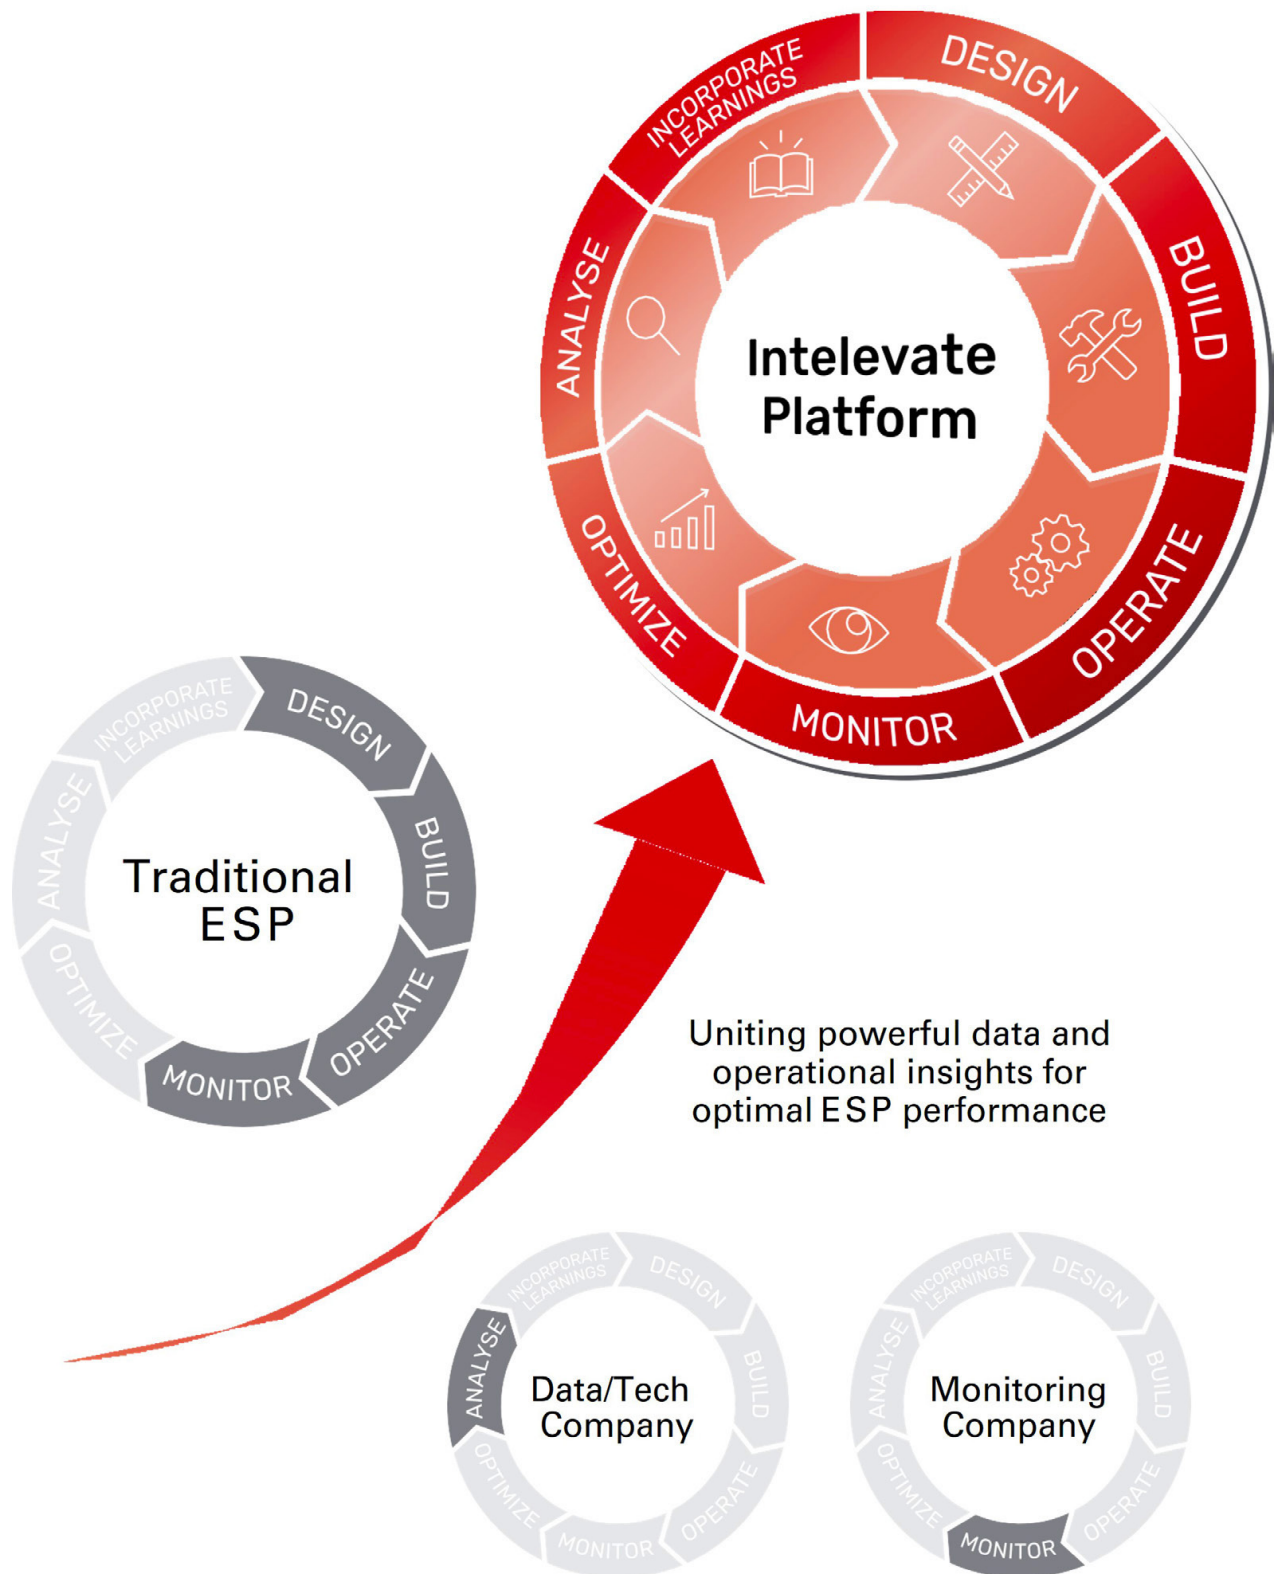 INCORPORATE
LEARNINGS
DESIGN
BUILD
OPERATE
MONITOR
OPTIMIZE
ANALYSE
Intelevate
Platform
INCORPORATE
LEARNINGS
DESIGN
BUILD
OPERATE
MONITOR
OPTIMIZE
ANALYSE
Traditional
ESP
Uniting powerful data and
operational insights for
optimal ESP performance
INCORPORATE
LEARNINGS
DESIGN
BUILD
OPERATE
MONITOR
OPTIMIZE
ANALYSE
Data/Tech
Company
INCORPORATE
LEARNINGS
DESIGN
BUILD
OPERATE
MONITOR
OPTIMIZE
ANALYSE
Monitoring
Company